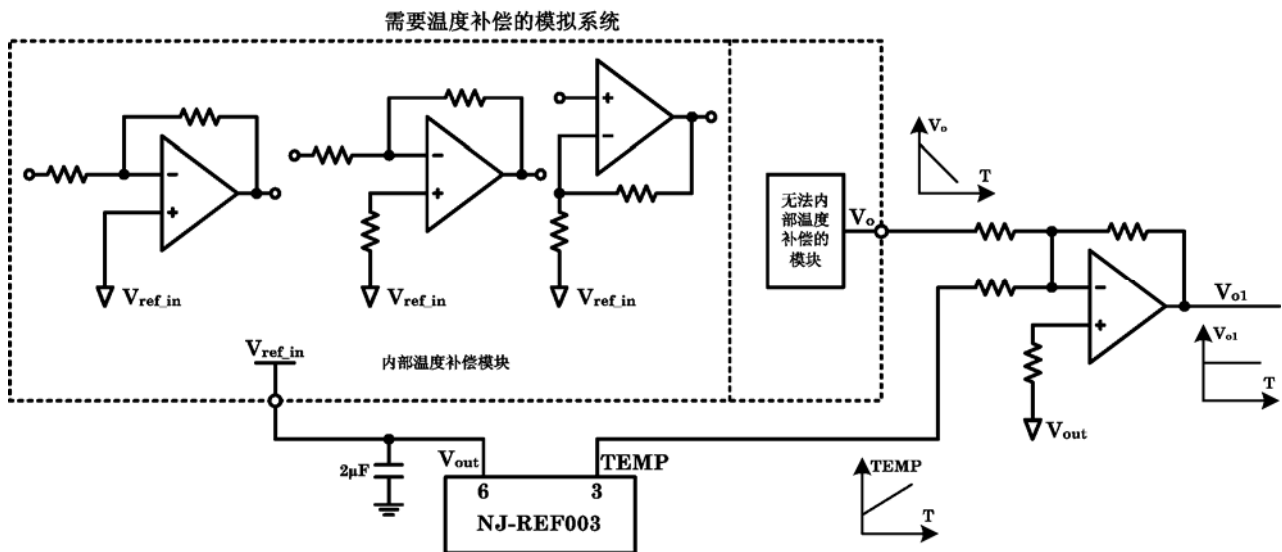 需要温度补偿的模拟系统
Vref_in
Vref_in
Vref_in
无法内
部温度
补偿的
模块
Vo
Vo
T
Vref_in
内部温度补偿模块
Vo1
Vo1
T
Vout
2μF
Vout
TEMP
6
3
NJ-REF003
TEMP
T